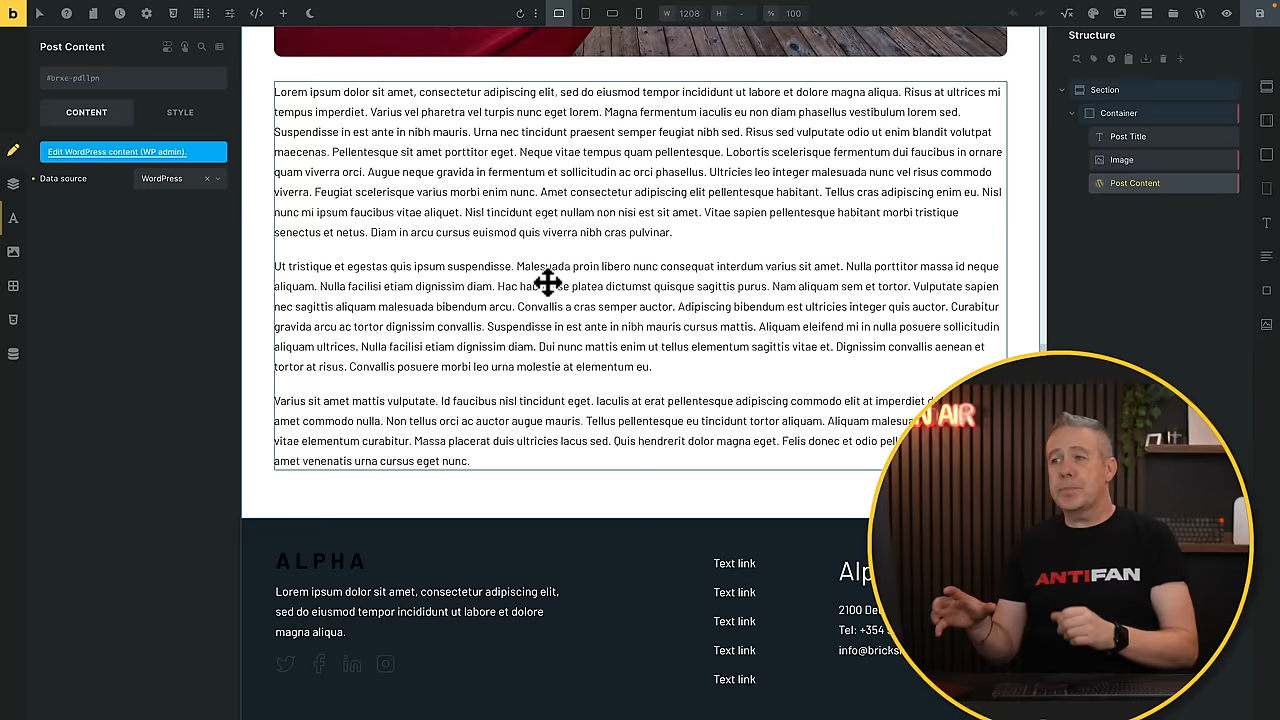 b
W 1208 H - % 100
Post Content
#brxe-pdllpn
CONTENT STYLE
Edit WordPress content (WP admin).
Data source WordPress
Structure
Section
Container
Post Title
Image
Post Content
Lorem ipsum dolor sit amet, consectetur adipiscing elit, sed do eiusmod tempor incididunt ut labore et dolore magna aliqua. Risus at ultrices mi
tempus imperdiet. Varius vel pharetra vel turpis nunc eget lorem. Magna fermentum iaculis eu non diam phasellus vestibulum lorem sed.
Suspendisse in est ante in nibh mauris. Urna nec tincidunt praesent semper feugiat nibh sed. Risus sed vulputate odio ut enim blandit volutpat
maecenas. Pellentesque sit amet porttitor eget. Neque vitae tempus quam pellentesque. Lobortis scelerisque fermentum dui faucibus in ornare
quam viverra orci. Augue neque gravida in fermentum et sollicitudin ac orci phasellus. Ultricies leo integer malesuada nunc vel risus commodo
viverra. Feugiat scelerisque varius morbi enim nunc. Amet consectetur adipiscing elit pellentesque habitant. Tellus cras adipiscing enim eu. Nisl
nunc mi ipsum faucibus vitae aliquet. Nisl tincidunt eget nullam non nisi est sit amet. Vitae sapien pellentesque habitant morbi tristique
senectus et netus. Diam in arcu cursus euismod quis viverra nibh cras pulvinar.
Ut tristique et egestas quis ipsum suspendisse. Malesuada proin libero nunc consequat interdum varius sit amet. Nulla porttitor massa id neque
aliquam. Nulla facilisi etiam dignissim diam. Hac platea dictumst quisque sagittis purus. Nam aliquam sem et tortor. Vulputate sapien
nec sagittis aliquam malesuada bibendum arcu. Convallis a cras semper auctor. Adipiscing bibendum est ultricies integer quis auctor. Curabitur
gravida arcu ac tortor dignissim convallis. Suspendisse in est ante in nibh mauris cursus mattis. Aliquam eleifend mi in nulla posuere sollicitudin
aliquam ultrices. Nulla facilisi etiam dignissim diam. Dui nunc mattis enim ut tellus elementum sagittis vitae et. Dignissim convallis aenean et
tortor at risus. Convallis posuere morbi leo urna molestie at elementum eu.
Varius sit amet mattis vulputate. Id faucibus nisl tincidunt eget. Iaculis at erat pellentesque adipiscing commodo elit at imperdiet
amet commodo nulla. Non tellus orci ac auctor augue mauris. Tellus pellentesque eu tincidunt tortor aliquam. Aliquam
vitae elementum curabitur. Massa placerat duis ultricies lacus sed. Quis hendrerit dolor magna eget. Felis donec et odio
amet venenatis urna cursus eget nunc.
ALPHA
Lorem ipsum dolor sit amet, consectetur adipiscing elit,
sed do eiusmod tempor incididunt ut labore et dolore
magna aliqua.
Text link
Text link
Text link
Text link
Text link
2100
Tel: +354
AIR
ANTIFAN